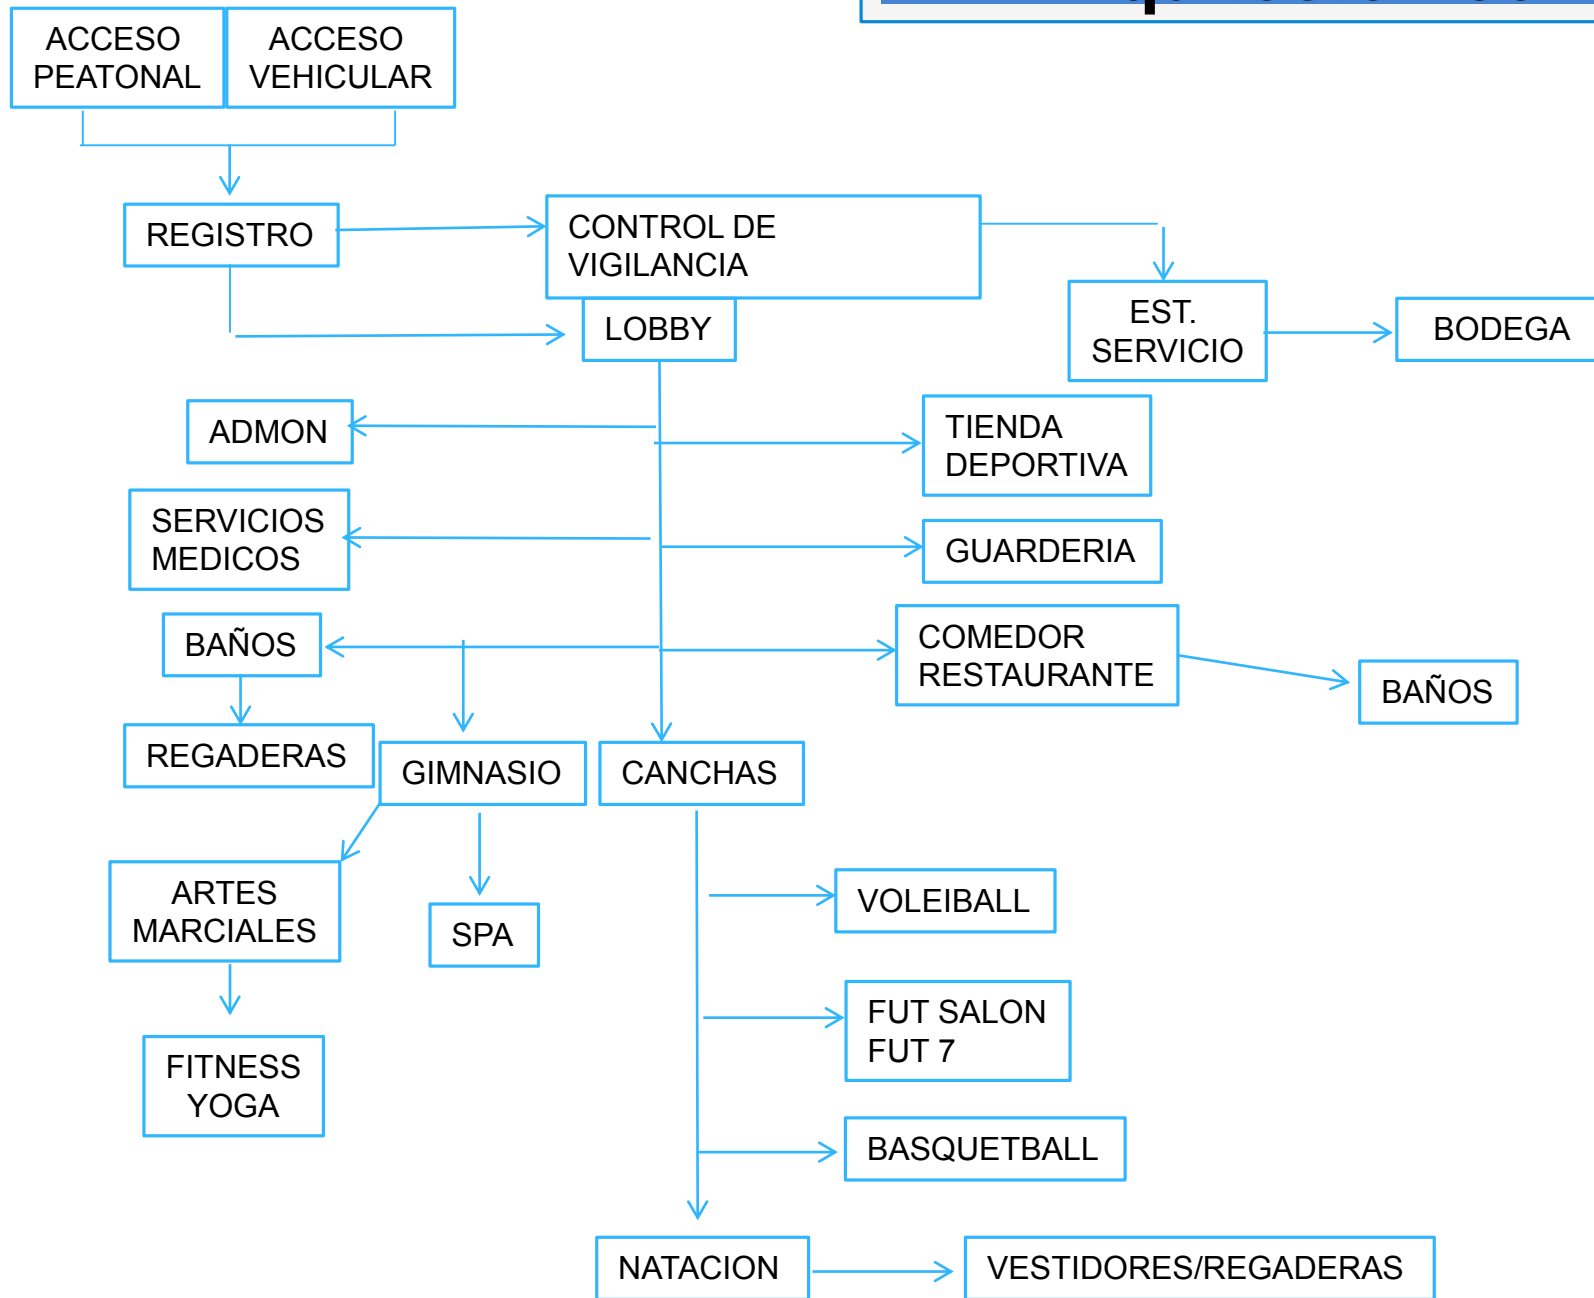 ACCESO
PEATONAL
ACCESO
VEHICULAR
REGISTRO
CONTROL DE
VIGILANCIA
LOBBY
EST.
SERVICIO
BODEGA
ADMON
TIENDA
DEPORTIVA
SERVICIOS
MEDICOS
GUARDERIA
BAÑOS
COMEDOR
RESTAURANTE
BAÑOS
REGADERAS
GIMNASIO
CANCHAS
ARTES
MARCIALES
SPA
VOLEIBALL
FUT SALON
FUT 7
FITNESS
YOGA
BASQUETBALL
NATACION
VESTIDORES/REGADERAS